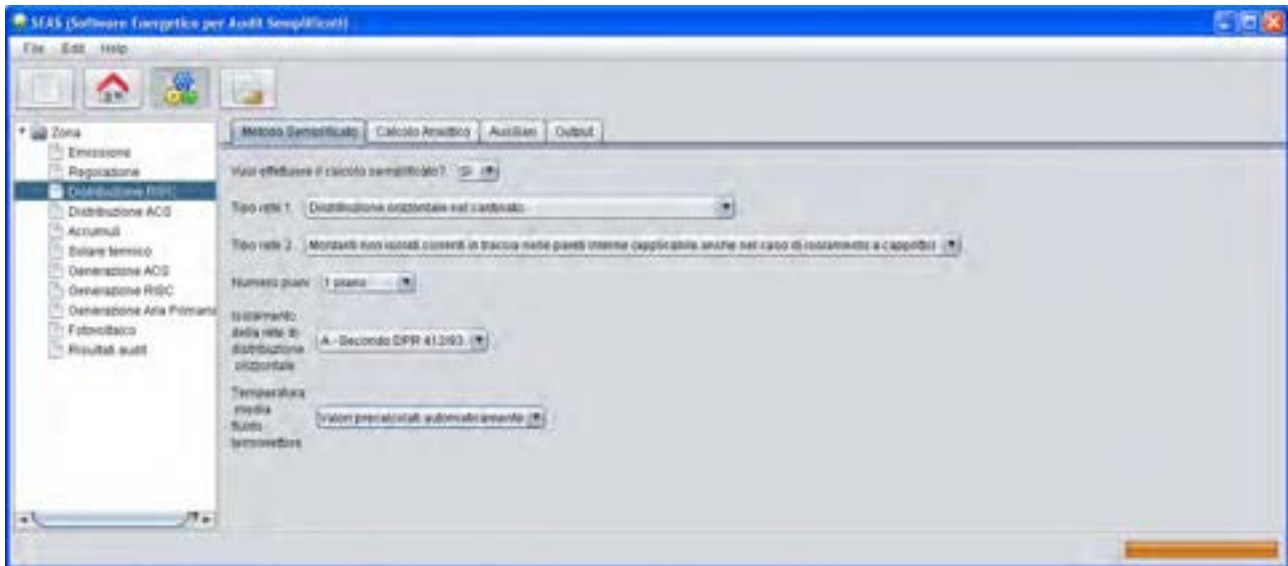 SEAS (Software Energetico per Audit Semplificati)
File Edit Help
Zona
Emissione
Regolazione
Distribuzione RISC
Distribuzione ACS
Accumuli
Solare termico
Generazione ACS
Generazione RISC
Generazione Aria Primaria
Fotovoltaico
Risultati audit
Metodo Semplificato Calcolo Analitico Ausiliari Output
Vuoi effettuare il calcolo semplificato? Sì
Tipo rete 1 Distribuzione orizzontale nel cantinato
Tipo rete 2 Montanti non isolati correnti in traccia nelle pareti interne (applicabile anche nel caso di isolamento a cappotto)
Numero piani 1 piano
Isolamento
della rete di
distribuzione
orizzontale
A - Secondo DPR 412/93
Temperatura
media
fluido
termovettore
Valori precalcolati automaticamente